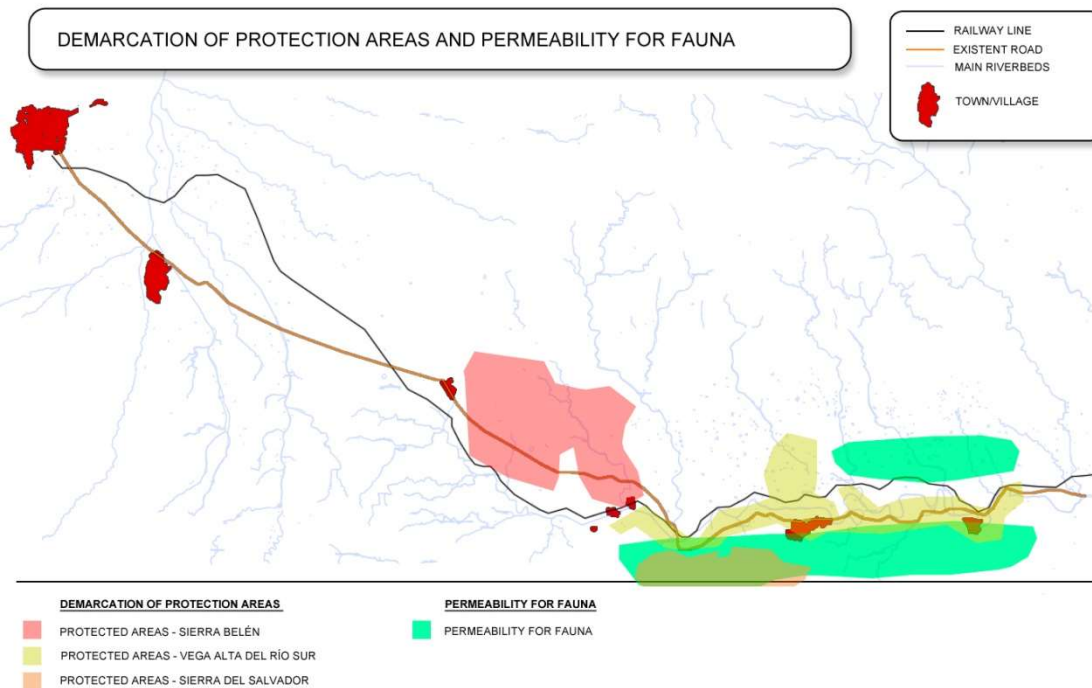 DEMARCATION OF PROTECTION AREAS AND PERMEABILITY FOR FAUNA
RAILWAY LINE
EXISTENT ROAD
MAIN RIVERBEDS
TOWN/VILLAGE
DEMARCATION OF PROTECTION AREAS
PROTECTED AREAS - SIERRA BELÉN
PROTECTED AREAS - VEGA ALTA DEL RÍO SUR
PROTECTED AREAS - SIERRA DEL SALVADOR
PERMEABILITY FOR FAUNA
PERMEABILITY FOR FAUNA